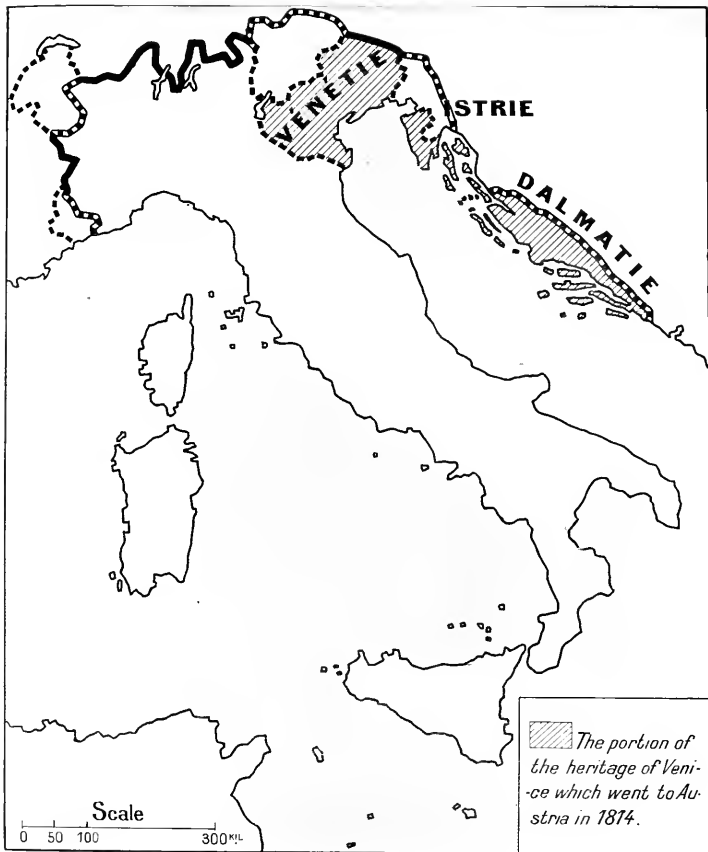 VENETIE
ISTRIE
DALMATIE
The portion of
the heritage of Veni-
-ce which went to Au-
stria in 1814.
Scale
0 50 100 300 KIL